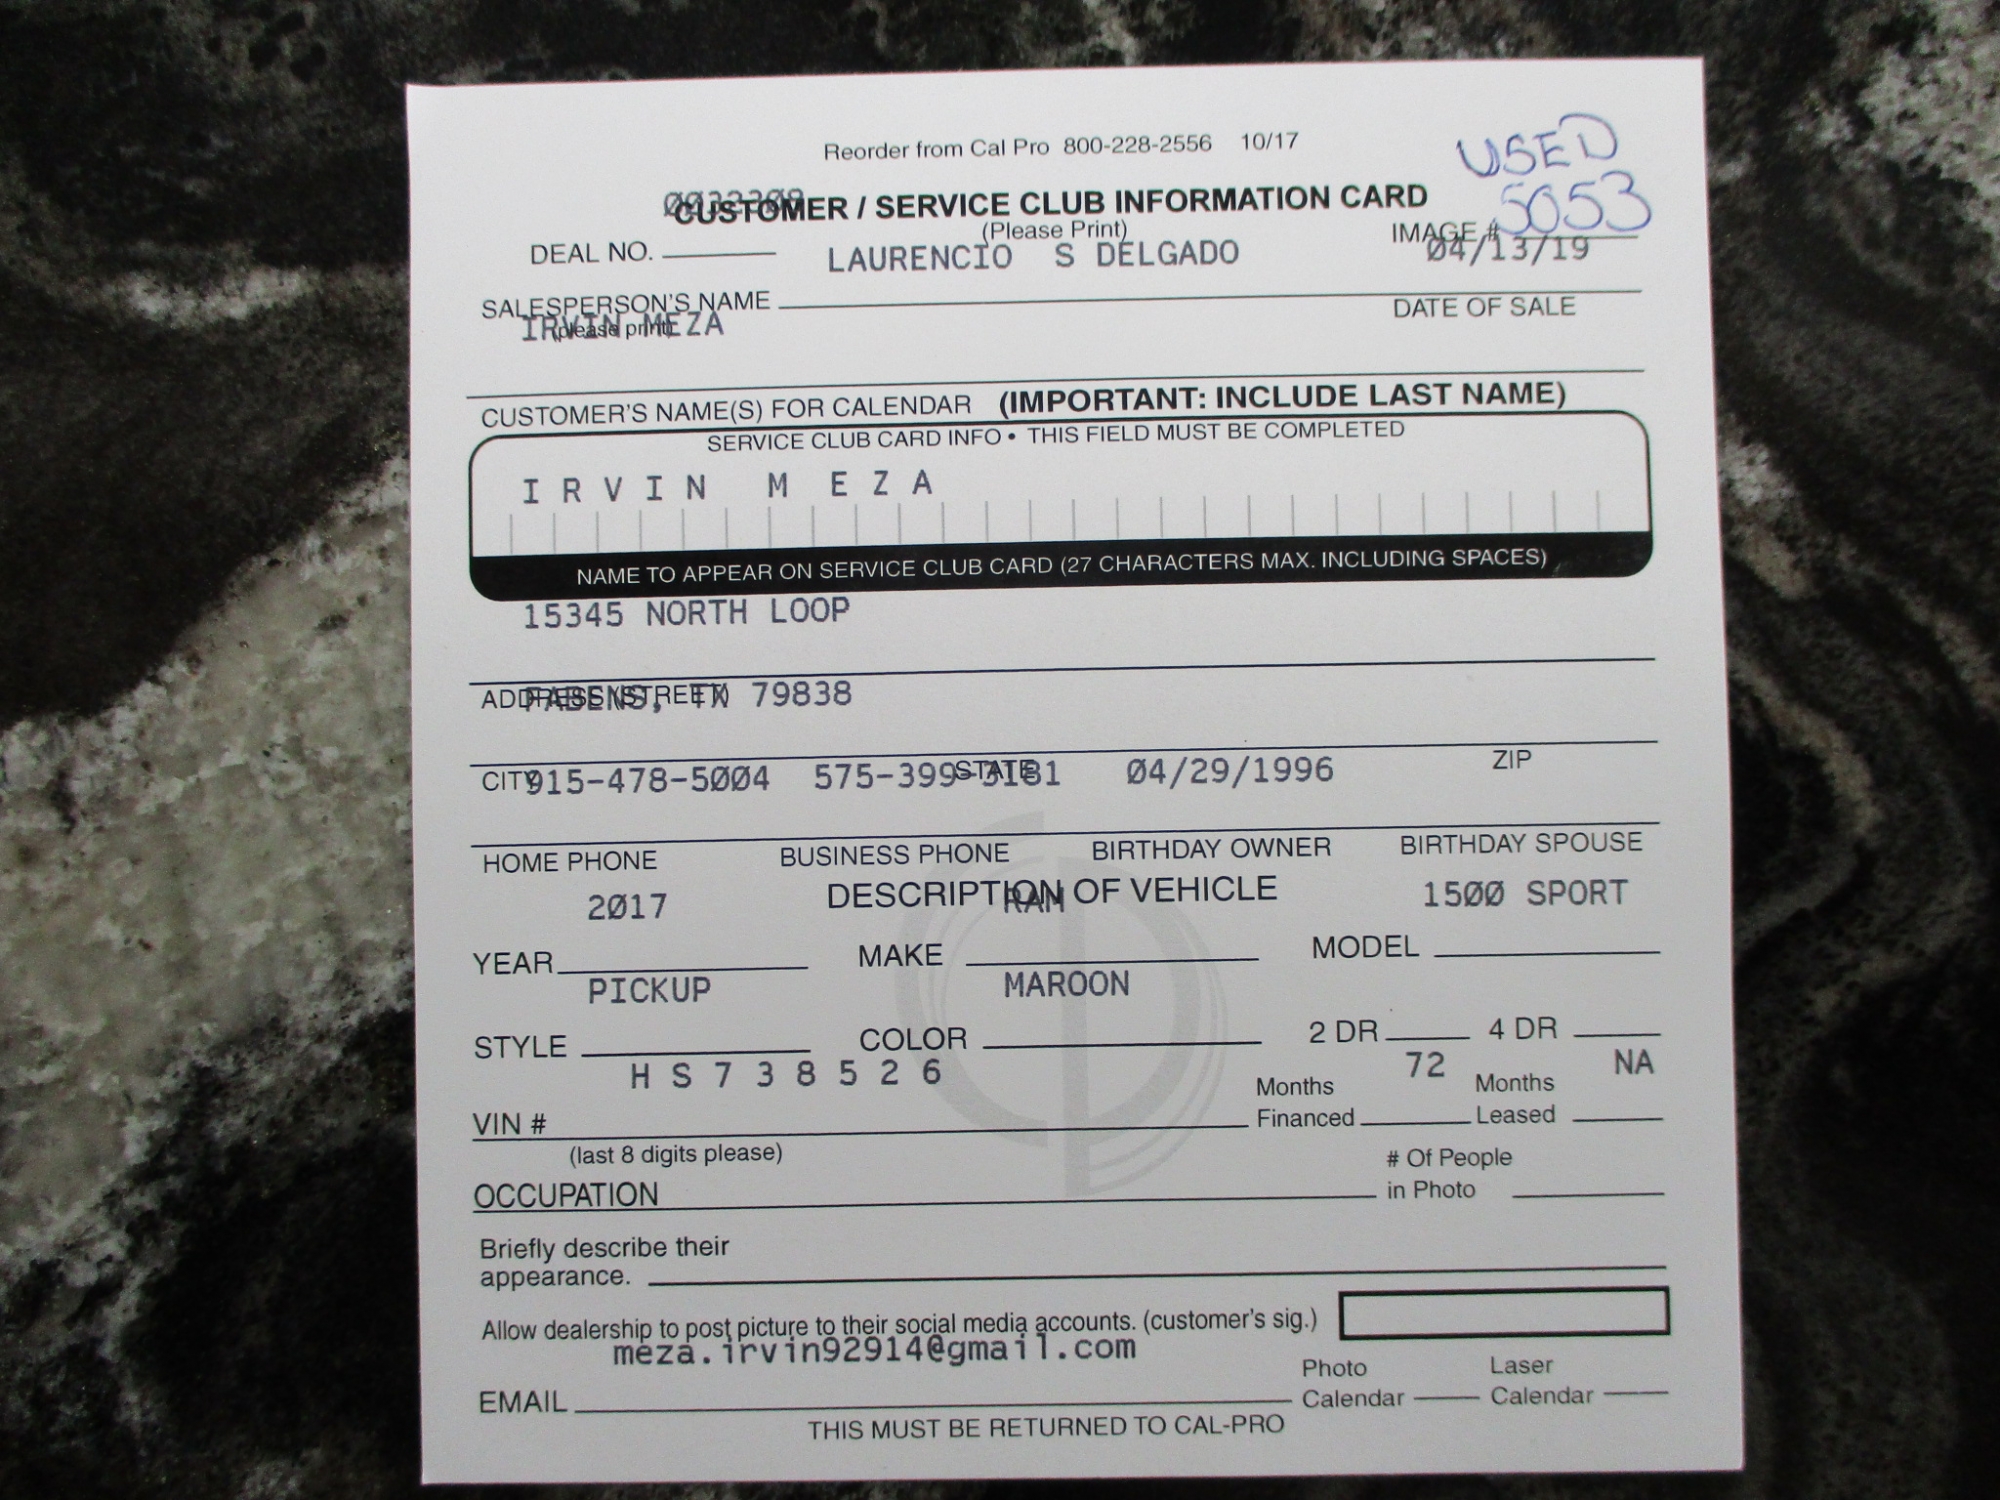 Reorder from Cal Pro 800-228-2556 10/17
USED
CUSTOMER / SERVICE CLUB INFORMATION CARD
5053
(Please Print)
IMAGE #
DEAL NO.
LAURENCIO S DELGADO
04/13/19
SALESPERSON'S NAME
DATE OF SALE
(please print)
IRVIN MEZA
CUSTOMER'S NAME(S) FOR CALENDAR (IMPORTANT: INCLUDE LAST NAME)
SERVICE CLUB CARD INFO • THIS FIELD MUST BE COMPLETED
IRVIN MEZA
NAME TO APPEAR ON SERVICE CLUB CARD (27 CHARACTERS MAX. INCLUDING SPACES)
15345 NORTH LOOP
ADDRESS (STREET)
FABENS, TX 79838
CITY STATE ZIP
915-478-5004 575-399-3181 04/29/1996
HOME PHONE BUSINESS PHONE BIRTHDAY OWNER BIRTHDAY SPOUSE
DESCRIPTION OF VEHICLE
2017 RAM 1500 SPORT
YEAR MAKE MODEL
PICKUP MAROON
STYLE COLOR 2 DR 4 DR
HS738526 72 NA
VIN # Months Financed Months Leased
(last 8 digits please)
OCCUPATION # Of People in Photo
Briefly describe their
appearance.
Allow dealership to post picture to their social media accounts. (customer's sig.)
meza.irvin92914@gmail.com
EMAIL Photo Calendar Laser Calendar
THIS MUST BE RETURNED TO CAL-PRO